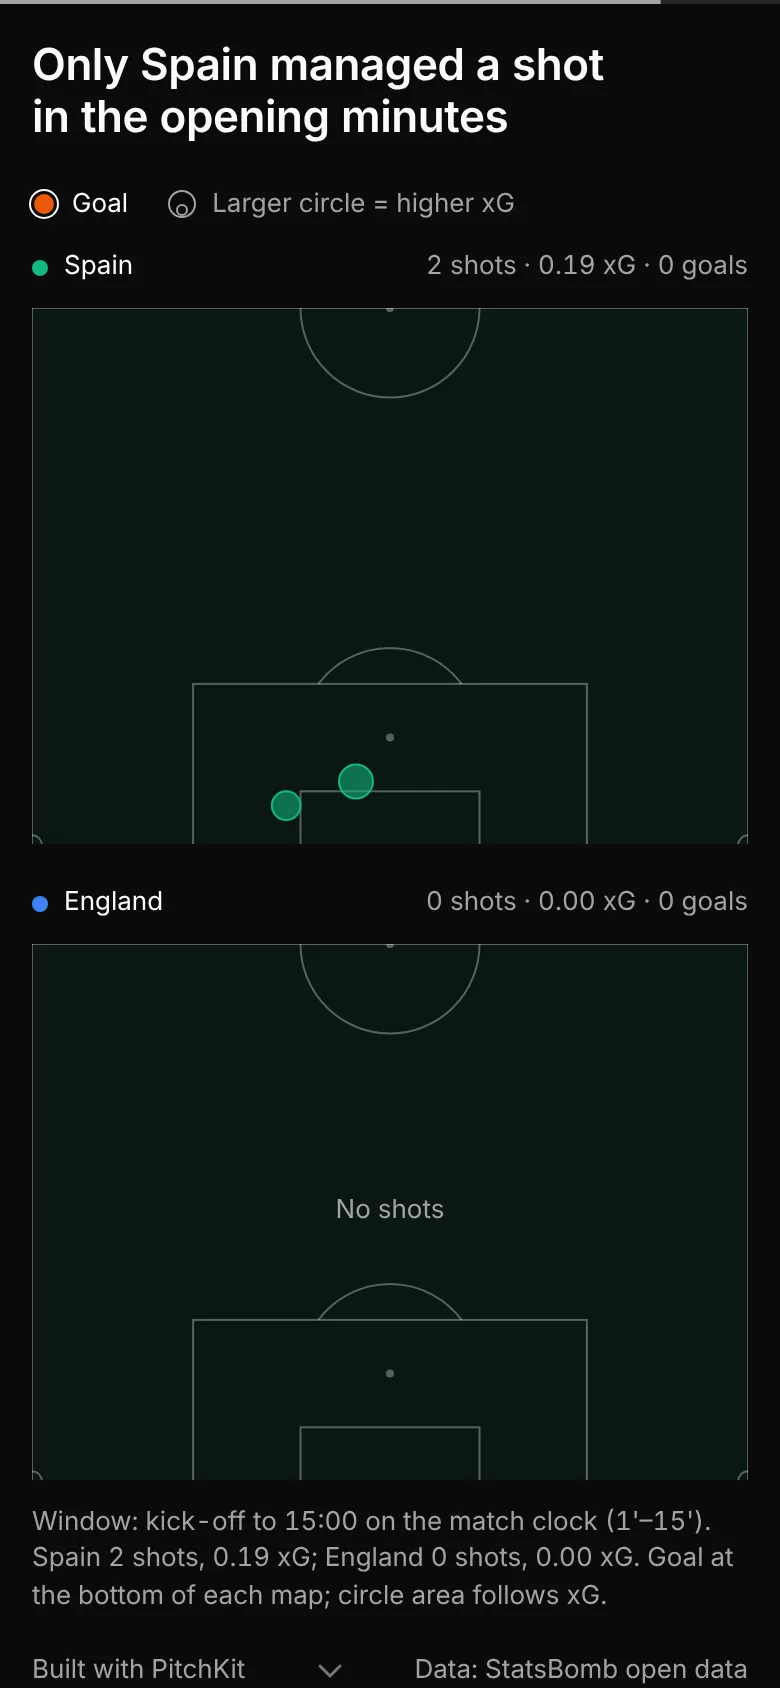 Only Spain managed a shot
in the opening minutes
Goal
Larger circle = higher xG
Spain
2 shots · 0.19 xG · 0 goals
England
0 shots · 0.00 xG · 0 goals
No shots
Window: kick-off to 15:00 on the match clock (1'–15').
Spain 2 shots, 0.19 xG; England 0 shots, 0.00 xG. Goal at
the bottom of each map; circle area follows xG.
Built with PitchKit
Data: StatsBomb open data